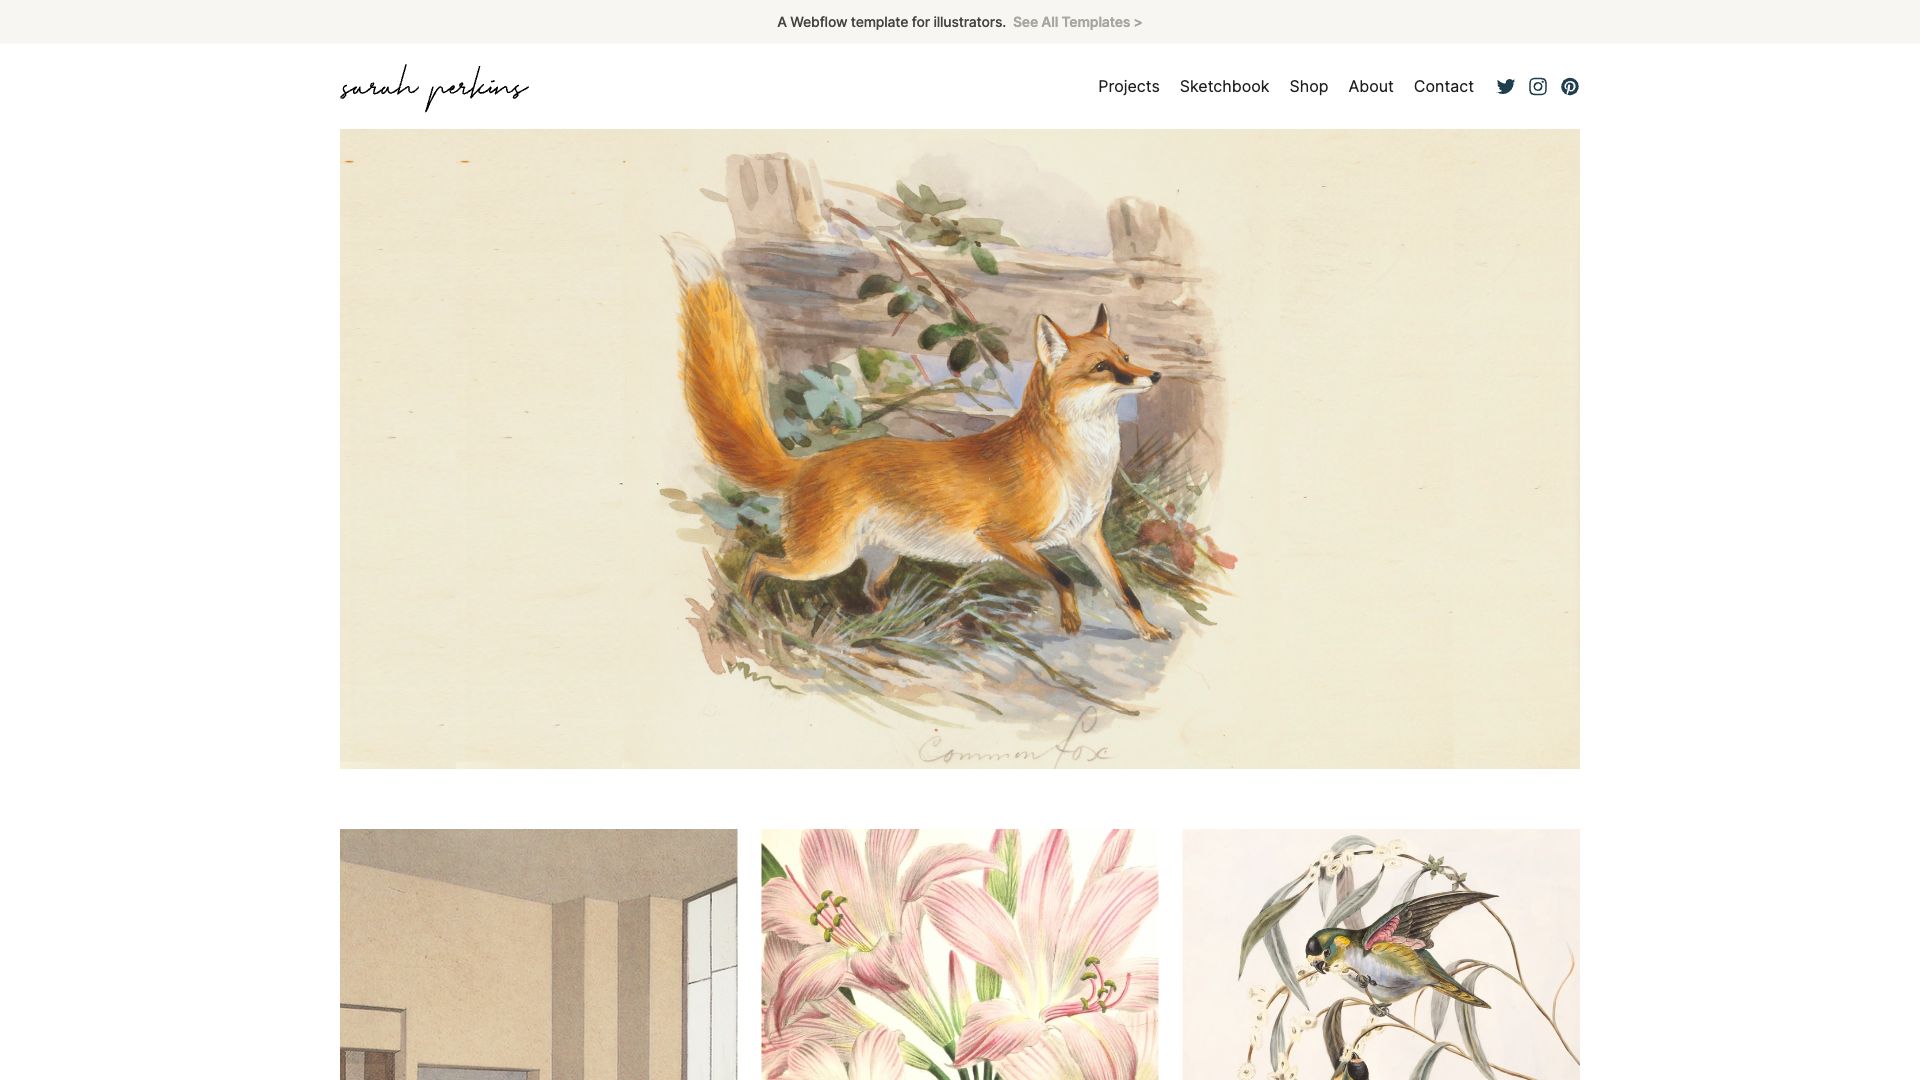 A Webflow template for illustrators. See All Templates >
sarah perkins
Projects Sketchbook Shop About Contact
Common fox